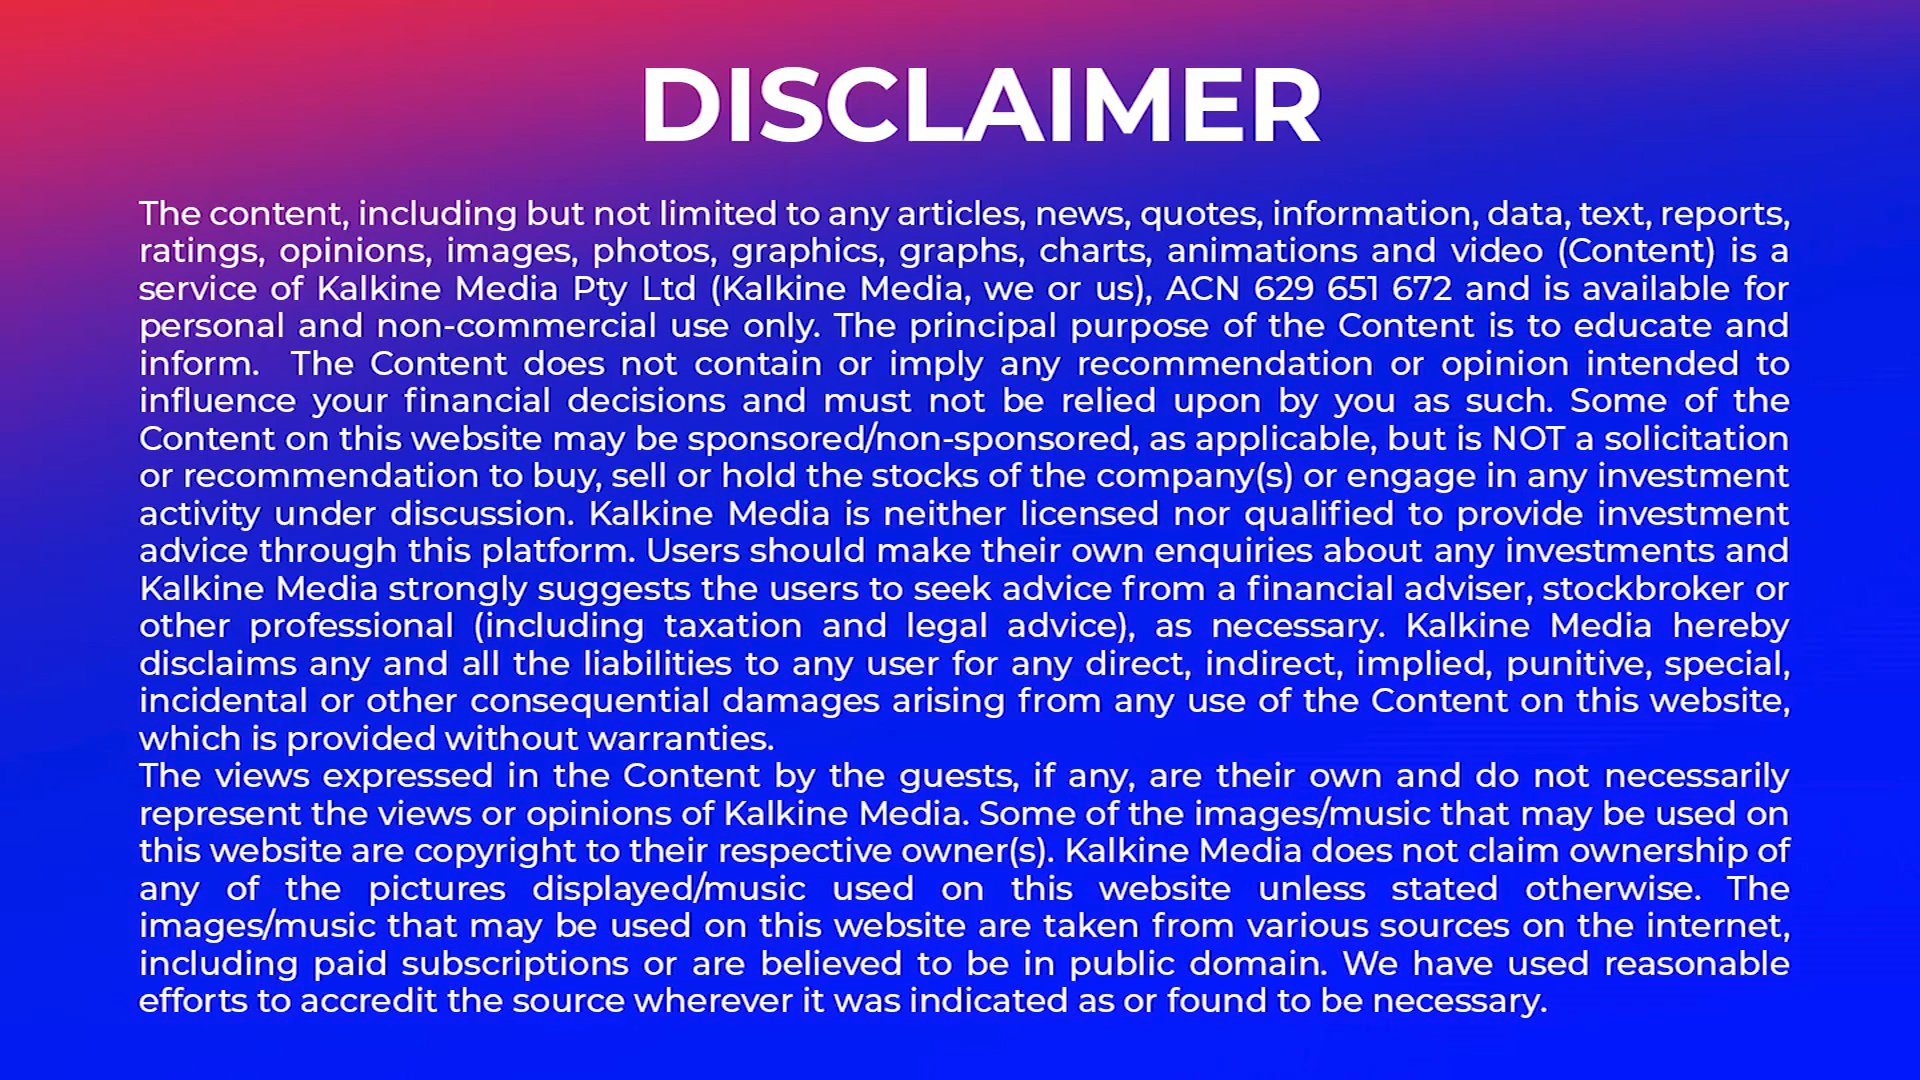 DISCLAIMER
The content, including but not limited to any articles, news, quotes, information, data, text, reports,
ratings, opinions, images, photos, graphics, graphs, charts, animations and video (Content) is a
service of Kalkine Media Pty Ltd (Kalkine Media, we or us), ACN 629 651 672 and is available for
personal and non-commercial use only. The principal purpose of the Content is to educate and
inform.  The Content does not contain or imply any recommendation or opinion intended to
influence your financial decisions and must not be relied upon by you as such. Some of the
Content on this website may be sponsored/non-sponsored, as applicable, but is NOT a solicitation
or recommendation to buy, sell or hold the stocks of the company(s) or engage in any investment
activity under discussion. Kalkine Media is neither licensed nor qualified to provide investment
advice through this platform. Users should make their own enquiries about any investments and
Kalkine Media strongly suggests the users to seek advice from a financial adviser, stockbroker or
other professional (including taxation and legal advice), as necessary. Kalkine Media hereby
disclaims any and all the liabilities to any user for any direct, indirect, implied, punitive, special,
incidental or other consequential damages arising from any use of the Content on this website,
which is provided without warranties.
The views expressed in the Content by the guests, if any, are their own and do not necessarily
represent the views or opinions of Kalkine Media. Some of the images/music that may be used on
this website are copyright to their respective owner(s). Kalkine Media does not claim ownership of
any of the pictures displayed/music used on this website unless stated otherwise. The
images/music that may be used on this website are taken from various sources on the internet,
including paid subscriptions or are believed to be in public domain. We have used reasonable
efforts to accredit the source wherever it was indicated as or found to be necessary.